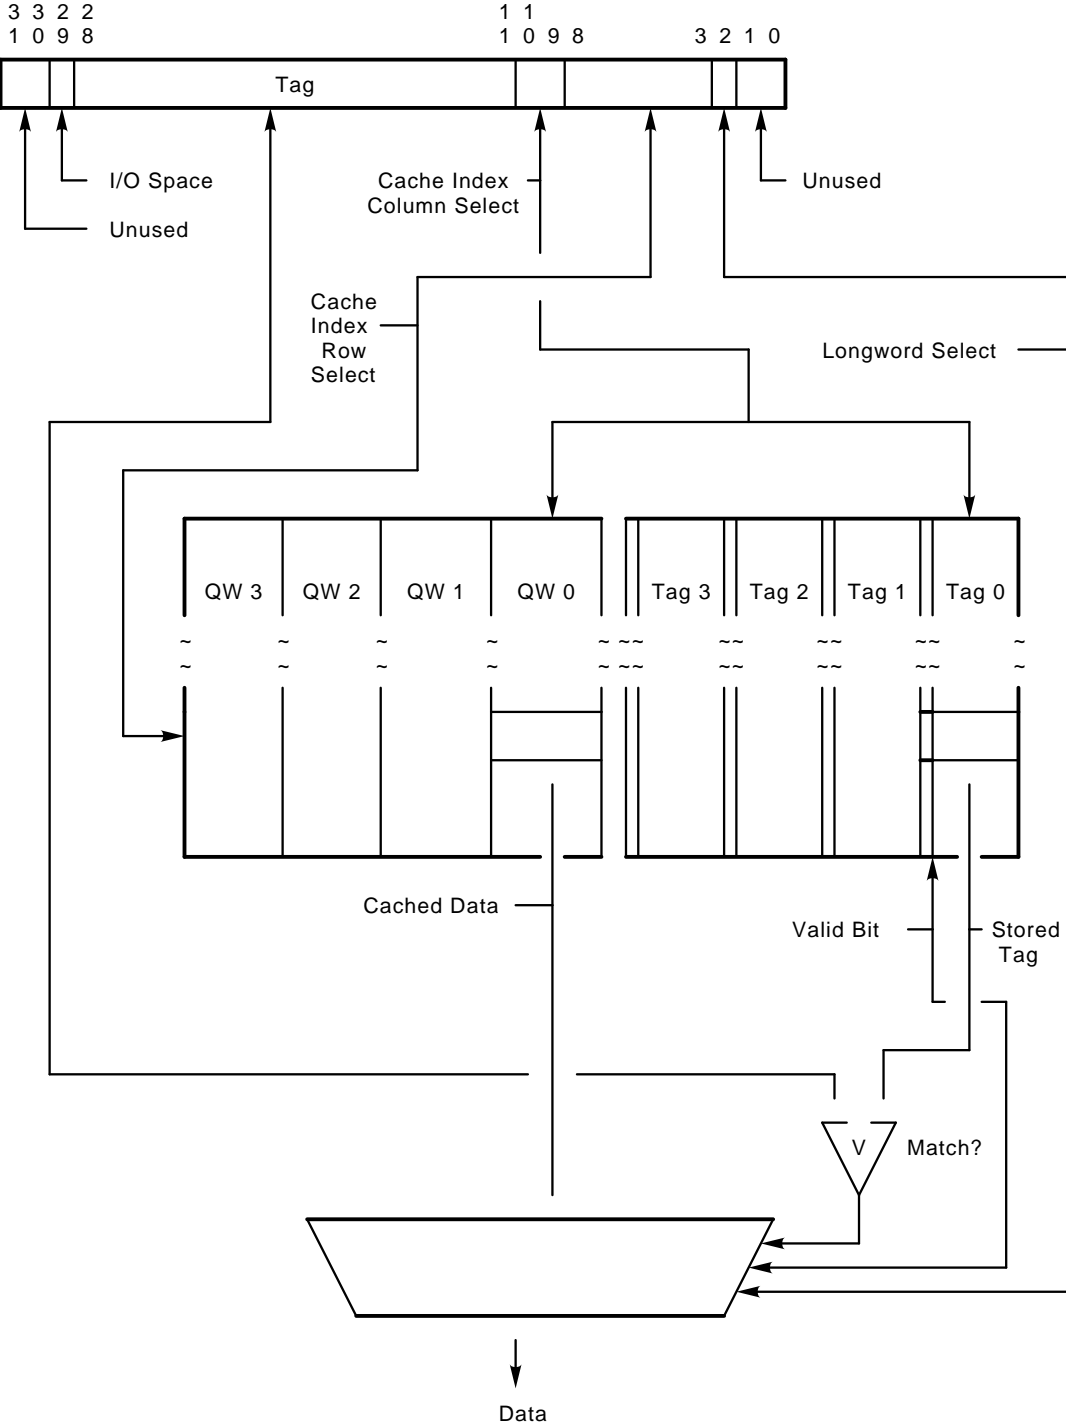 3 3 2 2 1 1
1 0 9 8 1 0 9 8 3 2 1 0
Tag
I/O Space
Cache Index
Column Select
Unused
Unused
Cache
Index
Row
Select
Longword Select
QW 3 QW 2 QW 1 QW 0 Tag 3 Tag 2 Tag 1 Tag 0
~ ~ ~ ~ ~ ~~ ~~ ~~ ~~ ~
~ ~ ~ ~ ~ ~~ ~~ ~~ ~~ ~
Cached Data
Valid Bit
Stored
Tag
V
Match?
Data